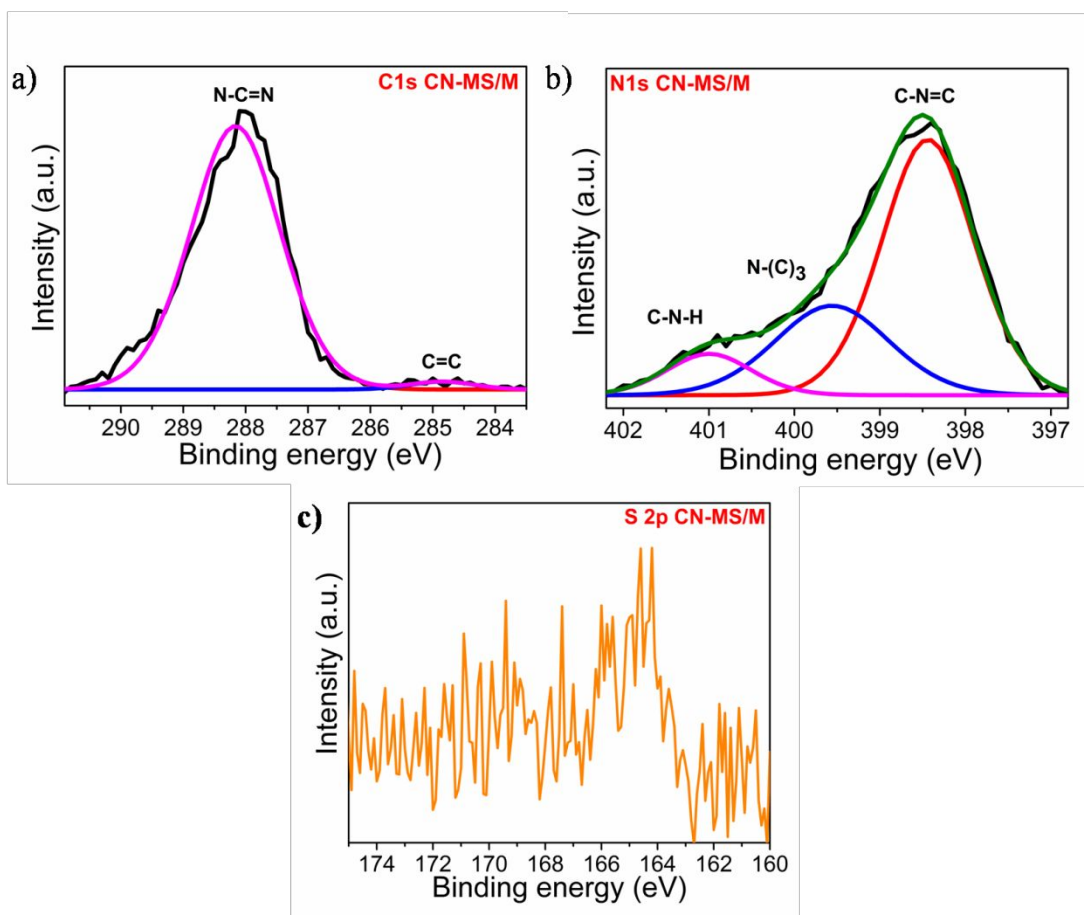 a)
C1s CN-MS/M
N-C=N
C=C
Intensity (a.u.)
290 289 288 287 286 285 284
Binding energy (eV)
b)
N1s CN-MS/M
C-N=C
N-(C)3
C-N-H
Intensity (a.u.)
402 401 400 399 398 397
Binding energy (eV)
c)
S 2p CN-MS/M
Intensity (a.u.)
174 172 170 168 166 164 162 160
Binding energy (eV)